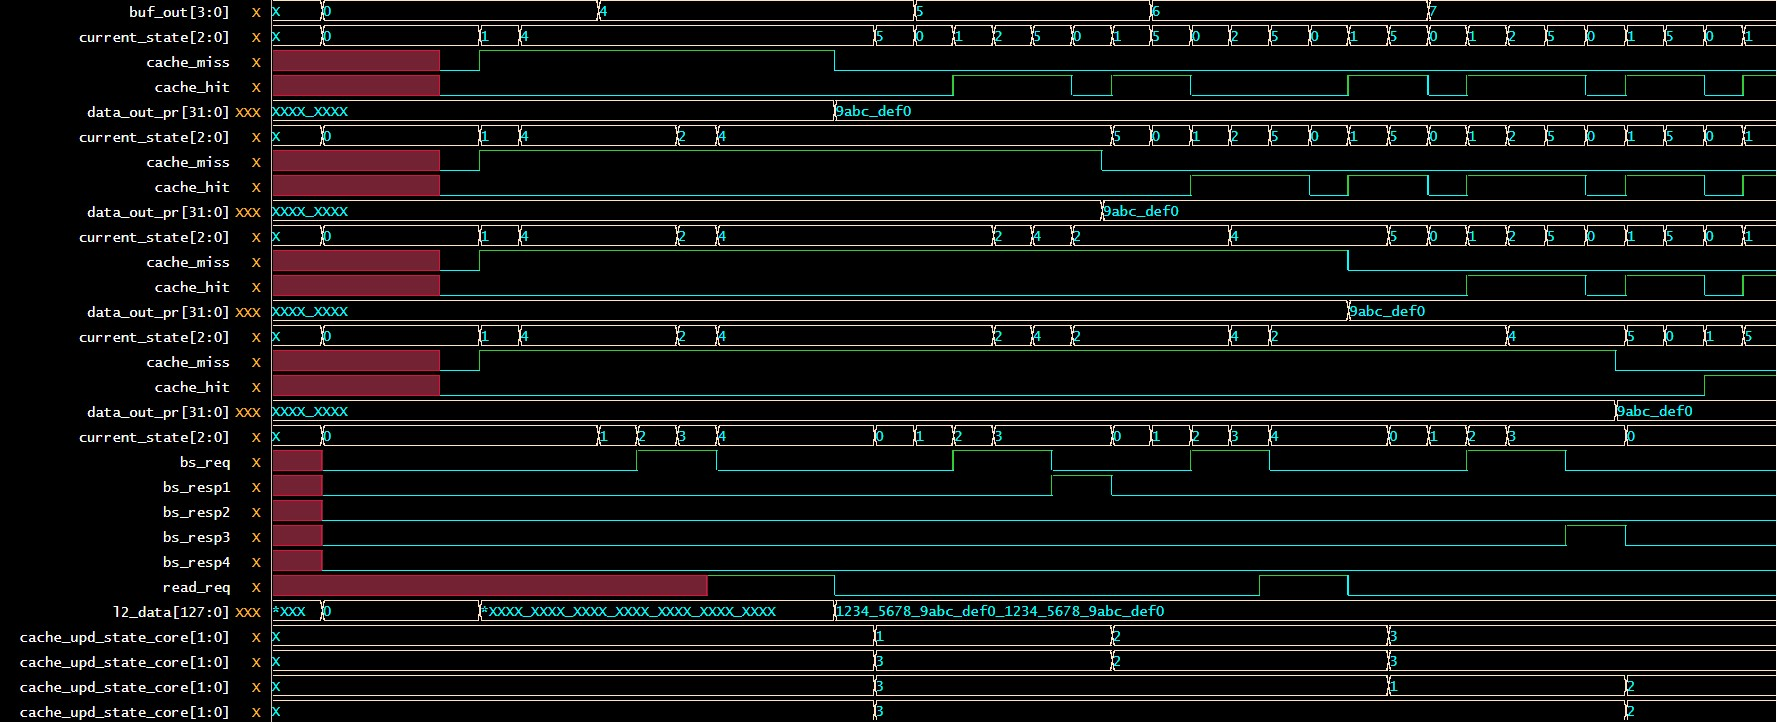 buf_out[3:0] x X 0 4 5 6 7
current_state[2:0] x X 0 1 4 5 0 1 2 5 0 1 5 0 2 5 0 1 5 0 1 2 5 0 1 5 0 1
cache_miss x
cache_hit x
data_out_pr[31:0] xxx XXXX_XXXX 9abc_def0
current_state[2:0] x X 0 1 4 2 4 5 0 1 2 5 0 1 5 0 1 2 5 0 1 5 0 1
cache_miss x
cache_hit x
data_out_pr[31:0] xxx XXXX_XXXX 9abc_def0
current_state[2:0] x X 0 1 4 2 4 2 4 2 4 5 0 1 2 5 0 1 5 0 1
cache_miss x
cache_hit x
data_out_pr[31:0] xxx XXXX_XXXX 9abc_def0
current_state[2:0] x X 0 1 4 2 4 2 4 2 4 2 4 5 0 1 5
cache_miss x
cache_hit x
data_out_pr[31:0] xxx XXXX_XXXX 9abc_def0
current_state[2:0] x X 0 1 2 3 4 0 1 2 3 0 1 2 3 4 0 1 2 3 0
bs_req x
bs_resp1 x
bs_resp2 x
bs_resp3 x
bs_resp4 x
read_req x
l2_data[127:0] xxx *XXX 0 *XXXX_XXXX_XXXX_XXXX_XXXX_XXXX_XXXX 1234_5678_9abc_def0_1234_5678_9abc_def0
cache_upd_state_core[1:0] x X 1 2 3
cache_upd_state_core[1:0] x X 3 2 3
cache_upd_state_core[1:0] x X 3 1 2
cache_upd_state_core[1:0] x X 3 2